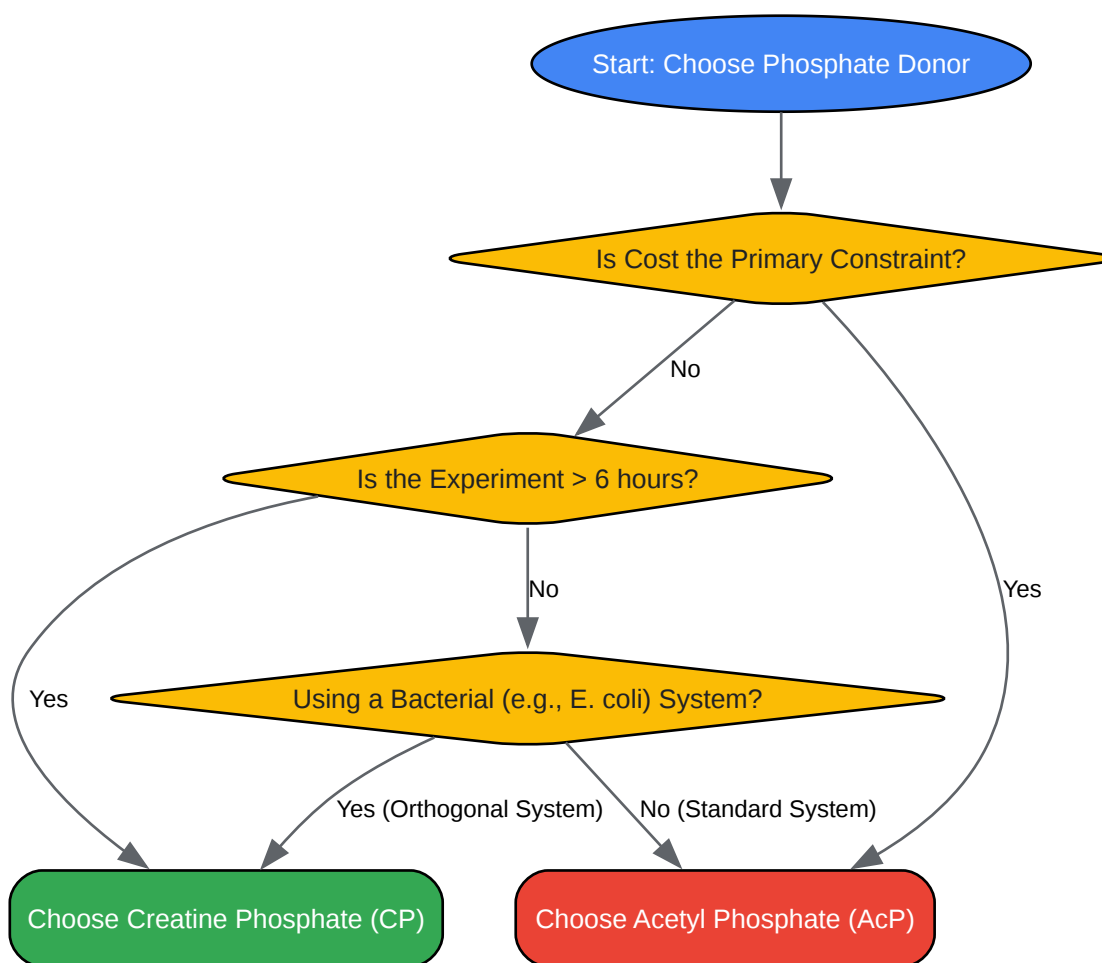 Start: Choose Phosphate Donor
Is Cost the Primary Constraint?
No
Is the Experiment > 6 hours?
No
Yes
Yes
Using a Bacterial (e.g., E. coli) System?
Yes (Orthogonal System)
No (Standard System)
Choose Creatine Phosphate (CP)
Choose Acetyl Phosphate (AcP)